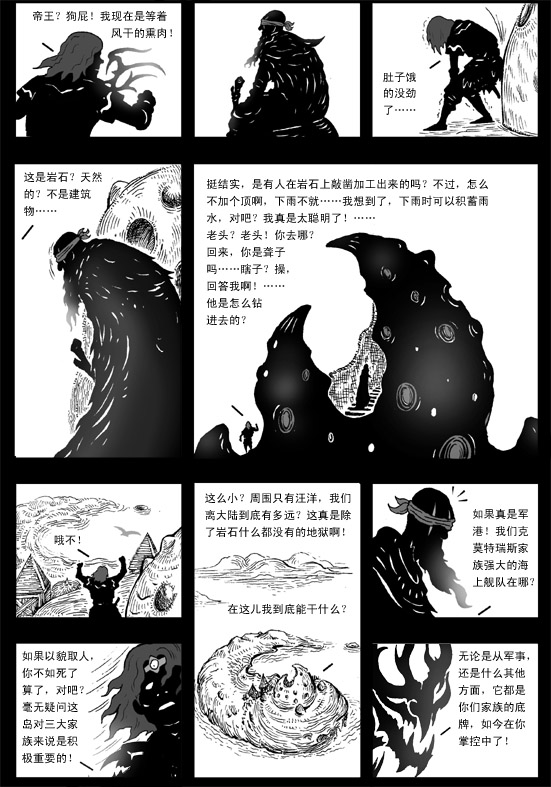 帝王？狗屁！我现在是等着
风干的熏肉！
肚子饿
的没劲
了……
这是岩石？天然
的？不是建筑
物……
挺结实，是有人在岩石上敲凿加工出来的吗？不过，怎么
不加个顶啊，下雨不就……我想到了，下雨时可以积蓄雨
水，对吧？我真是太聪明了！……
老头？老头！你去哪？
回来，你是聋子
吗……瞎子？操，
回答我啊！……
他是怎么钻
进去的？
哦不！
这么小？周围只有汪洋，我们
离大陆到底有多远？这真是除
了岩石什么都没有的地狱啊！
在这儿我到底能干什么？
如果真是军
港！我们克
莫特瑞斯家
族强大的海
上舰队在哪？
如果以貌取人，
你不如死了
算了，对吧？
毫无疑问这
岛对三大家
族来说是积
极重要的！
无论是从军事，
还是什么其他
方面，它都是
你们家族的底
牌，如今在你
掌控中了！